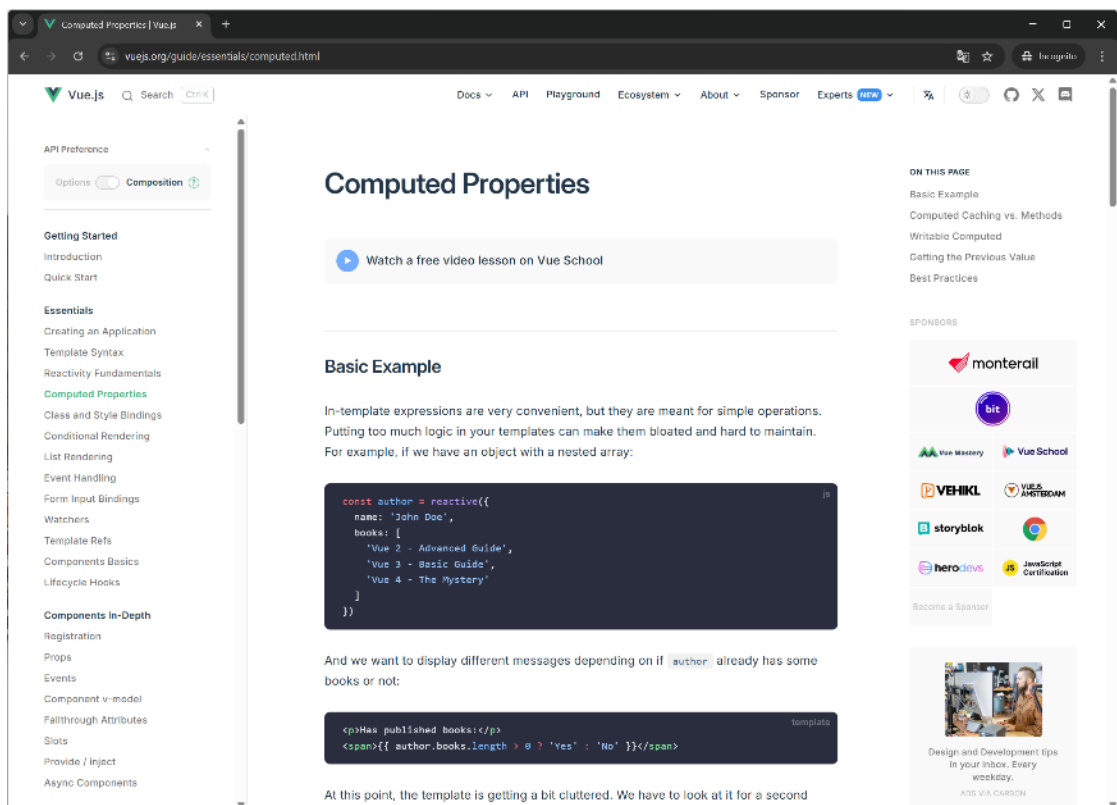 Computed Properties | Vue.js
vuejs.org/guide/essentials/computed.html
Incognito
Vue.js
Search
Ctrl K
Docs
API
Playground
Ecosystem
About
Sponsor
Experts NEW
API Preference
Options
Composition ?
Getting Started
Introduction
Quick Start
Essentials
Creating an Application
Template Syntax
Reactivity Fundamentals
Computed Properties
Class and Style Bindings
Conditional Rendering
List Rendering
Event Handling
Form Input Bindings
Watchers
Template Refs
Components Basics
Lifecycle Hooks
Components In-Depth
Registration
Props
Events
Component v-model
Fallthrough Attributes
Slots
Provide / inject
Async Components
Computed Properties
Watch a free video lesson on Vue School
Basic Example
In-template expressions are very convenient, but they are meant for simple operations.
Putting too much logic in your templates can make them bloated and hard to maintain.
For example, if we have an object with a nested array:
js
const author = reactive({
  name: 'John Doe',
  books: [
    'Vue 2 - Advanced Guide',
    'Vue 3 - Basic Guide',
    'Vue 4 - The Mystery'
  ]
})
And we want to display different messages depending on if author already has some
books or not:
template
<p>Has published books:</p>
<span>{{ author.books.length > 0 ? 'Yes' : 'No' }}</span>
At this point, the template is getting a bit cluttered. We have to look at it for a second
ON THIS PAGE
Basic Example
Computed Caching vs. Methods
Writable Computed
Getting the Previous Value
Best Practices
SPONSORS
monterail
bit
Vue Mastery
Vue School
VEHIKL
VUEJS
AMSTERDAM
storyblok
herodevs
JS JavaScript
Certification
Become a Sponsor
Design and Development tips
in your inbox. Every
weekday.
ADS VIA CARBON